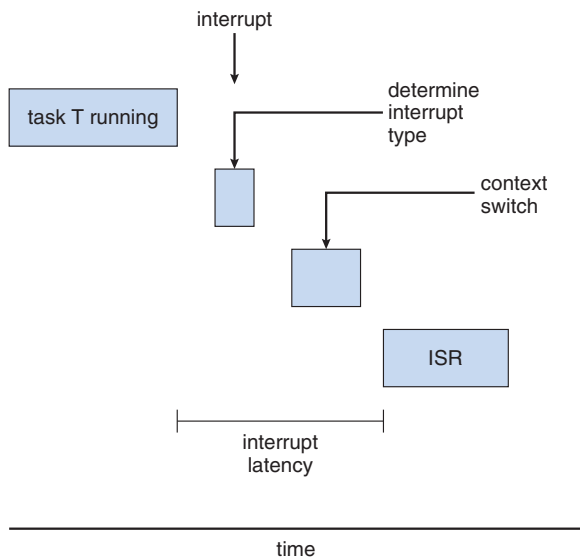 interrupt
task T running
determine
interrupt
type
context
switch
ISR
interrupt
latency
time